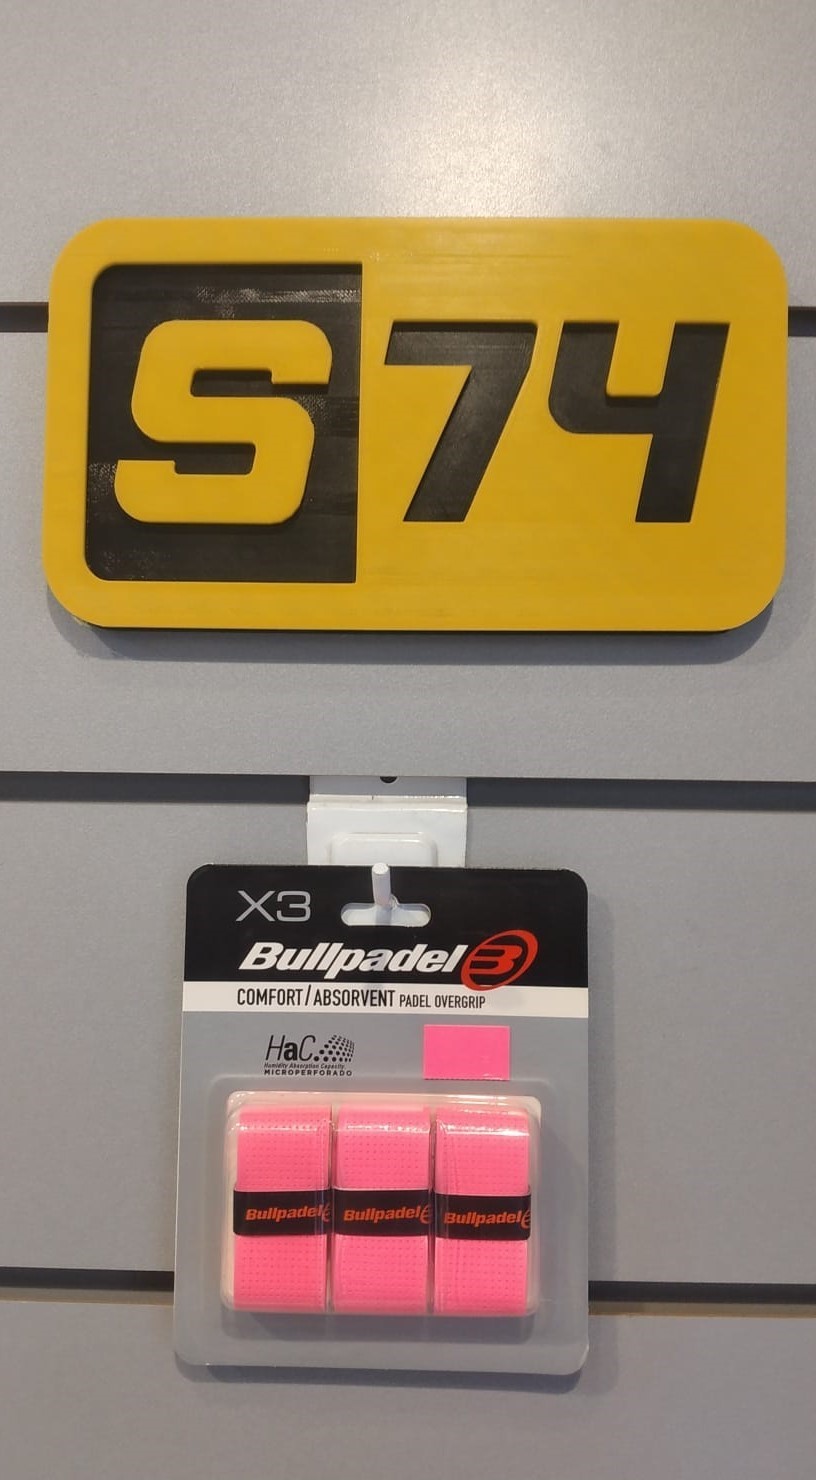 S74
X3
Bullpadel
COMFORT/ABSORVENT PADEL OVERGRIP
HaC
Humidity Absorption Capacity
MICROPERFORADO
Bullpadel
Bullpadel
Bullpadel